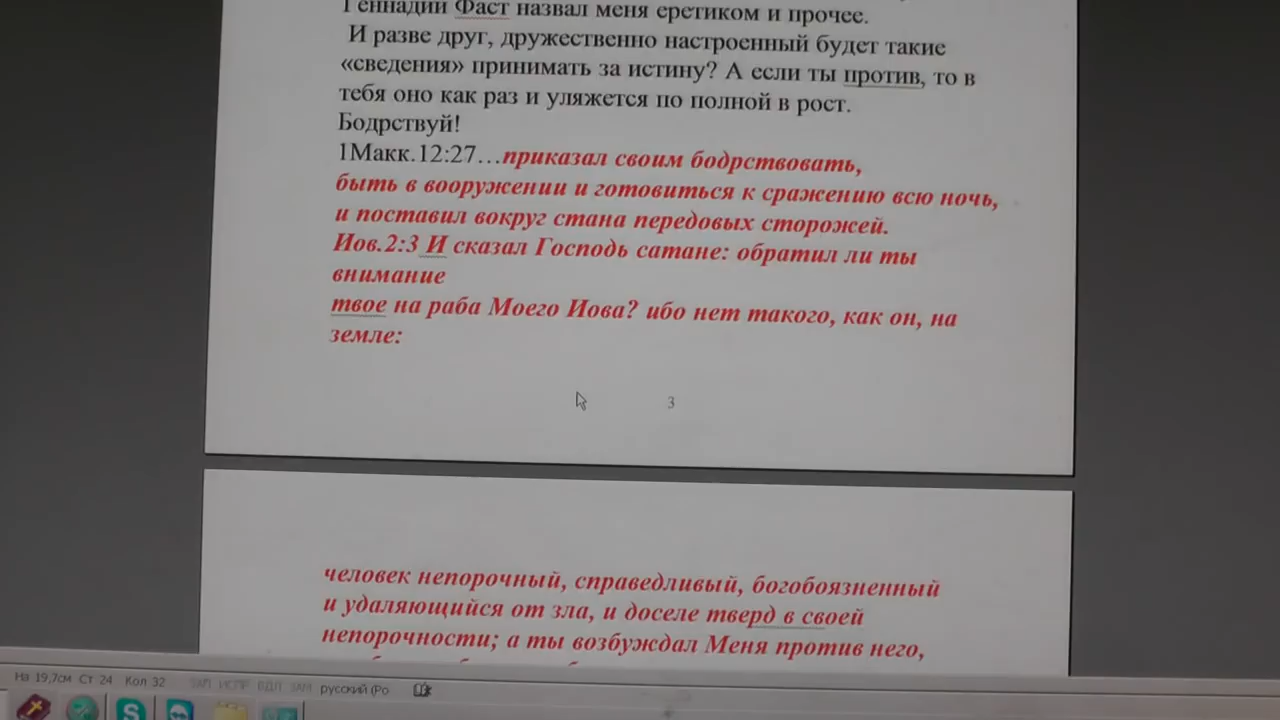 Геннадий Фаст назвал меня еретиком и прочее.
И разве друг, дружественно настроенный будет такие
«сведения» принимать за истину? А если ты против, то в
тебя оно как раз и уляжется по полной в рост.
Бодрствуй!
1Макк.12:27…приказал своим бодрствовать,
быть в вооружении и готовиться к сражению всю ночь,
и поставил вокруг стана передовых сторожей.
Иов.2:3 И сказал Господь сатане: обратил ли ты
внимание
твое на раба Моего Иова? ибо нет такого, как он, на
земле:
3
человек непорочный, справедливый, богобоязненный
и удаляющийся от зла, и доселе тверд в своей
непорочности; а ты возбуждал Меня против него,
На 19,7см Ст 24 Кол 32 ЗАП ИСПР ВДЛ ЗАМ русский (Ро